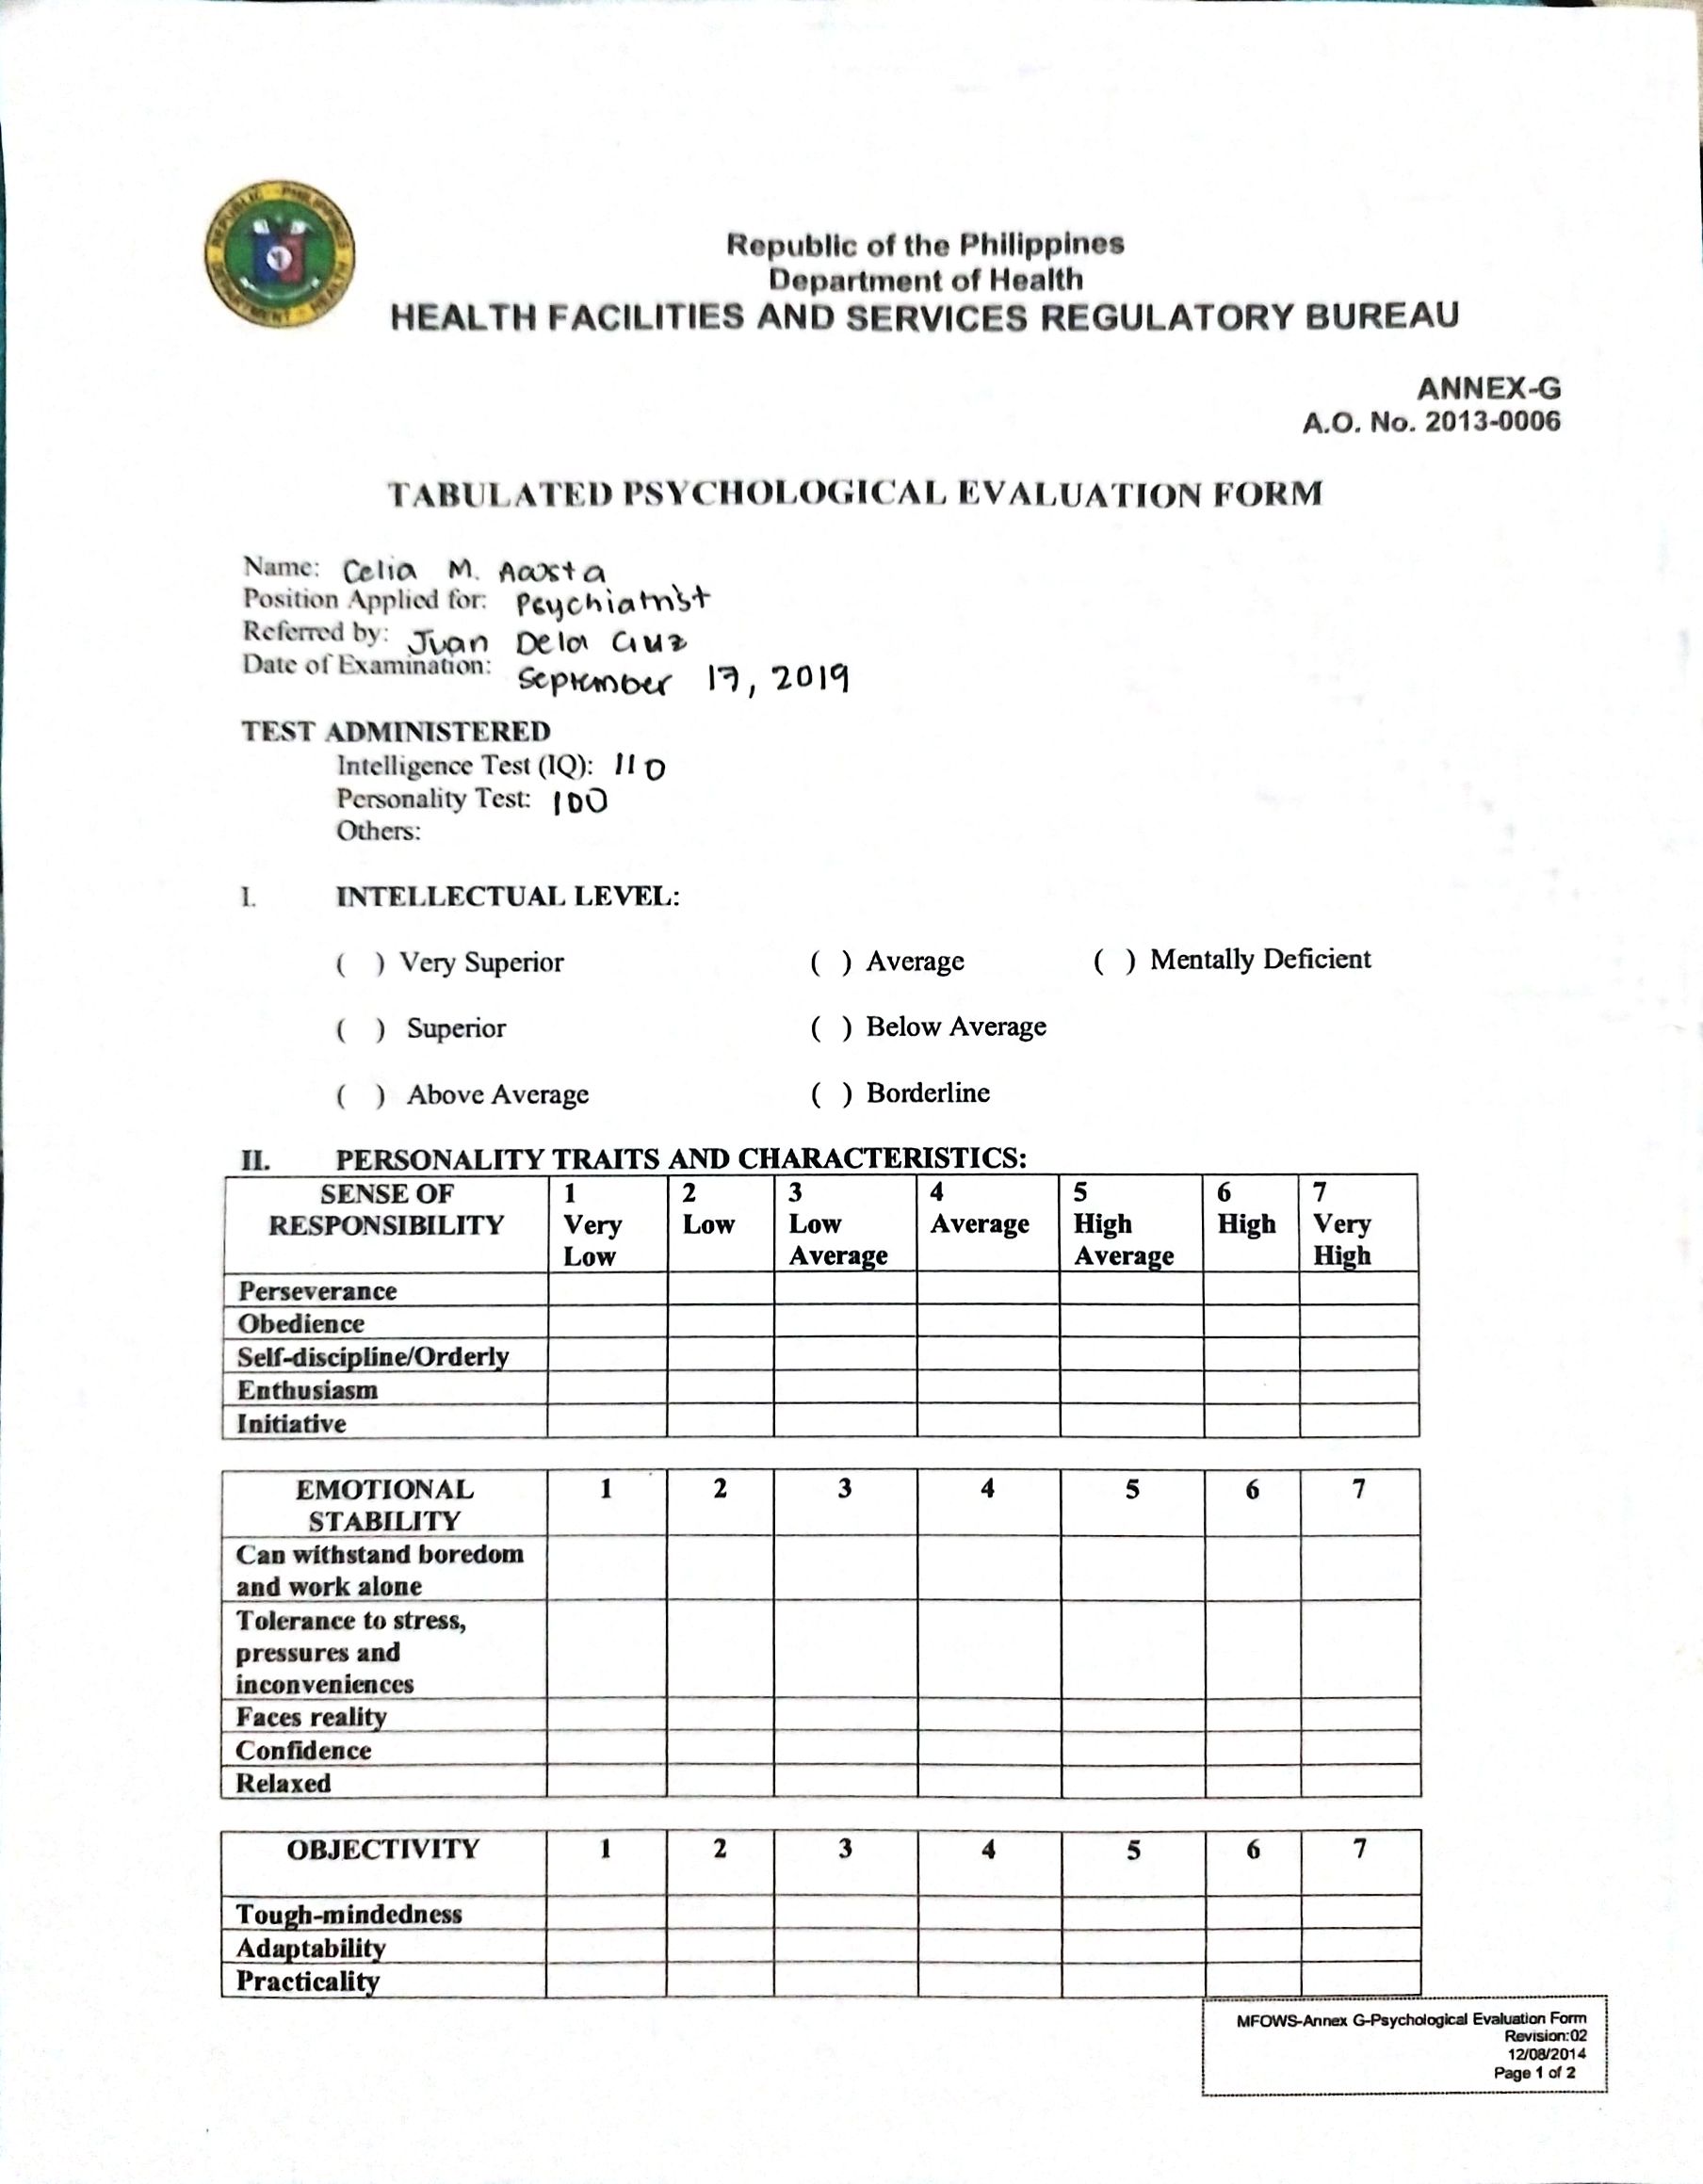 REPUBLIC PHILIPPINES
DEPARTMENT HEALTH
Republic of the Philippines
Department of Health
HEALTH FACILITIES AND SERVICES REGULATORY BUREAU
ANNEX-G
A.O. No. 2013-0006
TABULATED PSYCHOLOGICAL EVALUATION FORM
Name: Celia M. Acosta
Position Applied for: Psychiatrist
Referred by: Juan Dela Cruz
Date of Examination: September 17, 2019
TEST ADMINISTERED
Intelligence Test (IQ): 110
Personality Test: 100
Others:
I. INTELLECTUAL LEVEL:
( ) Very Superior ( ) Average ( ) Mentally Deficient
( ) Superior ( ) Below Average
( ) Above Average ( ) Borderline
II. PERSONALITY TRAITS AND CHARACTERISTICS:
SENSE OF 1 2 3 4 5 6 7
RESPONSIBILITY Very Low Low Average High High Very
Low Average Average High
Perseverance
Obedience
Self-discipline/Orderly
Enthusiasm
Initiative
EMOTIONAL 1 2 3 4 5 6 7
STABILITY
Can withstand boredom
and work alone
Tolerance to stress,
pressures and
inconveniences
Faces reality
Confidence
Relaxed
OBJECTIVITY 1 2 3 4 5 6 7
Tough-mindedness
Adaptability
Practicality
MFOWS-Annex G-Psychological Evaluation Form
Revision:02
12/08/2014
Page 1 of 2